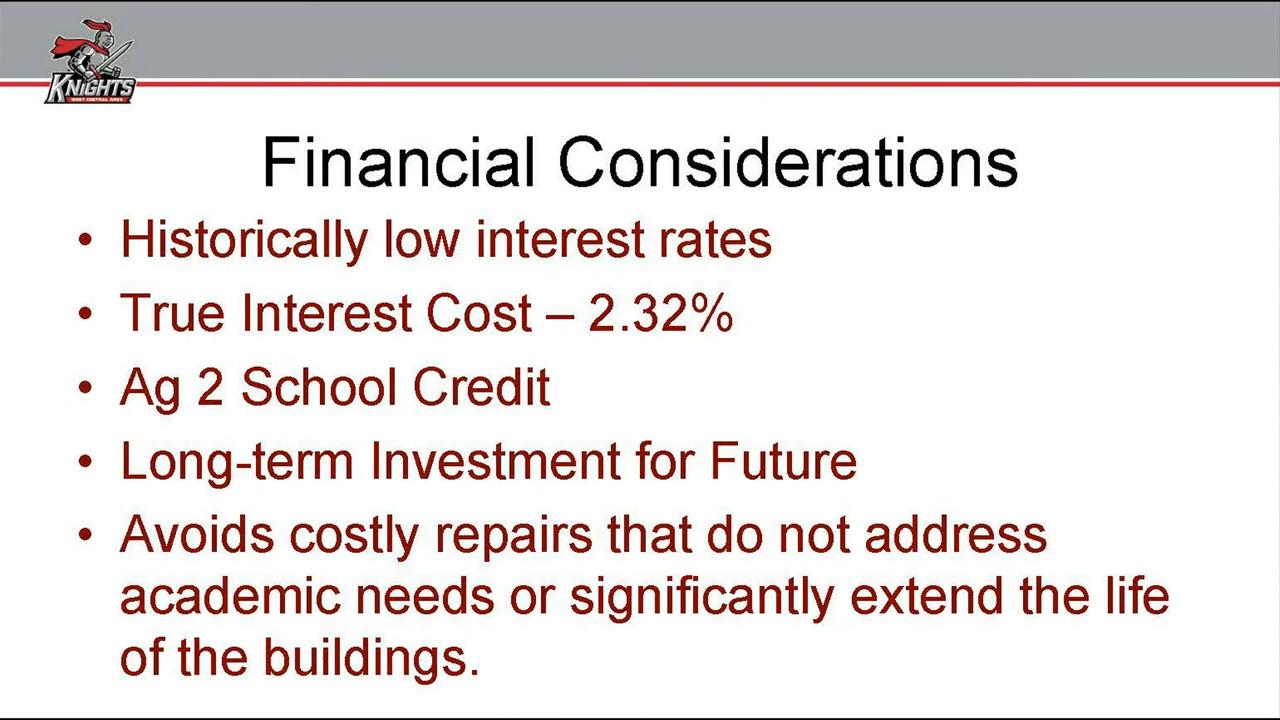 KNIGHTS
WEST CENTRAL AREA
Financial Considerations
• Historically low interest rates
• True Interest Cost – 2.32%
• Ag 2 School Credit
• Long-term Investment for Future
• Avoids costly repairs that do not address
academic needs or significantly extend the life
of the buildings.